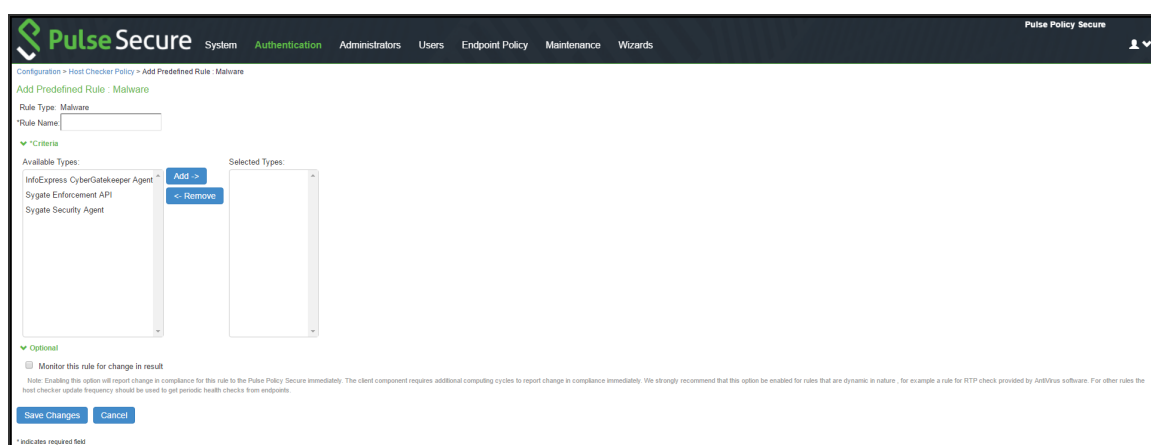 Pulse Policy Secure
Pulse Secure System Authentication Administrators Users Endpoint Policy Maintenance Wizards
Configuration > Host Checker Policy > Add Predefined Rule : Malware
Add Predefined Rule : Malware
Rule Type: Malware
*Rule Name:
*Criteria
Available Types: Selected Types:
InfoExpress CyberGatekeeper Agent
Sygate Enforcement API
Sygate Security Agent
Add ->
<- Remove
Optional
Monitor this rule for change in result
Note: Enabling this option will report change in compliance for this rule to the Pulse Policy Secure immediately. The client component requires additional computing cycles to report change in compliance immediately. We strongly recommend that this option be enabled for rules that are dynamic in nature , for example a rule for RTP check provided by AntiVirus software. For other rules the
host checker update frequency should be used to get periodic health checks from endpoints.
Save Changes Cancel
* indicates required field